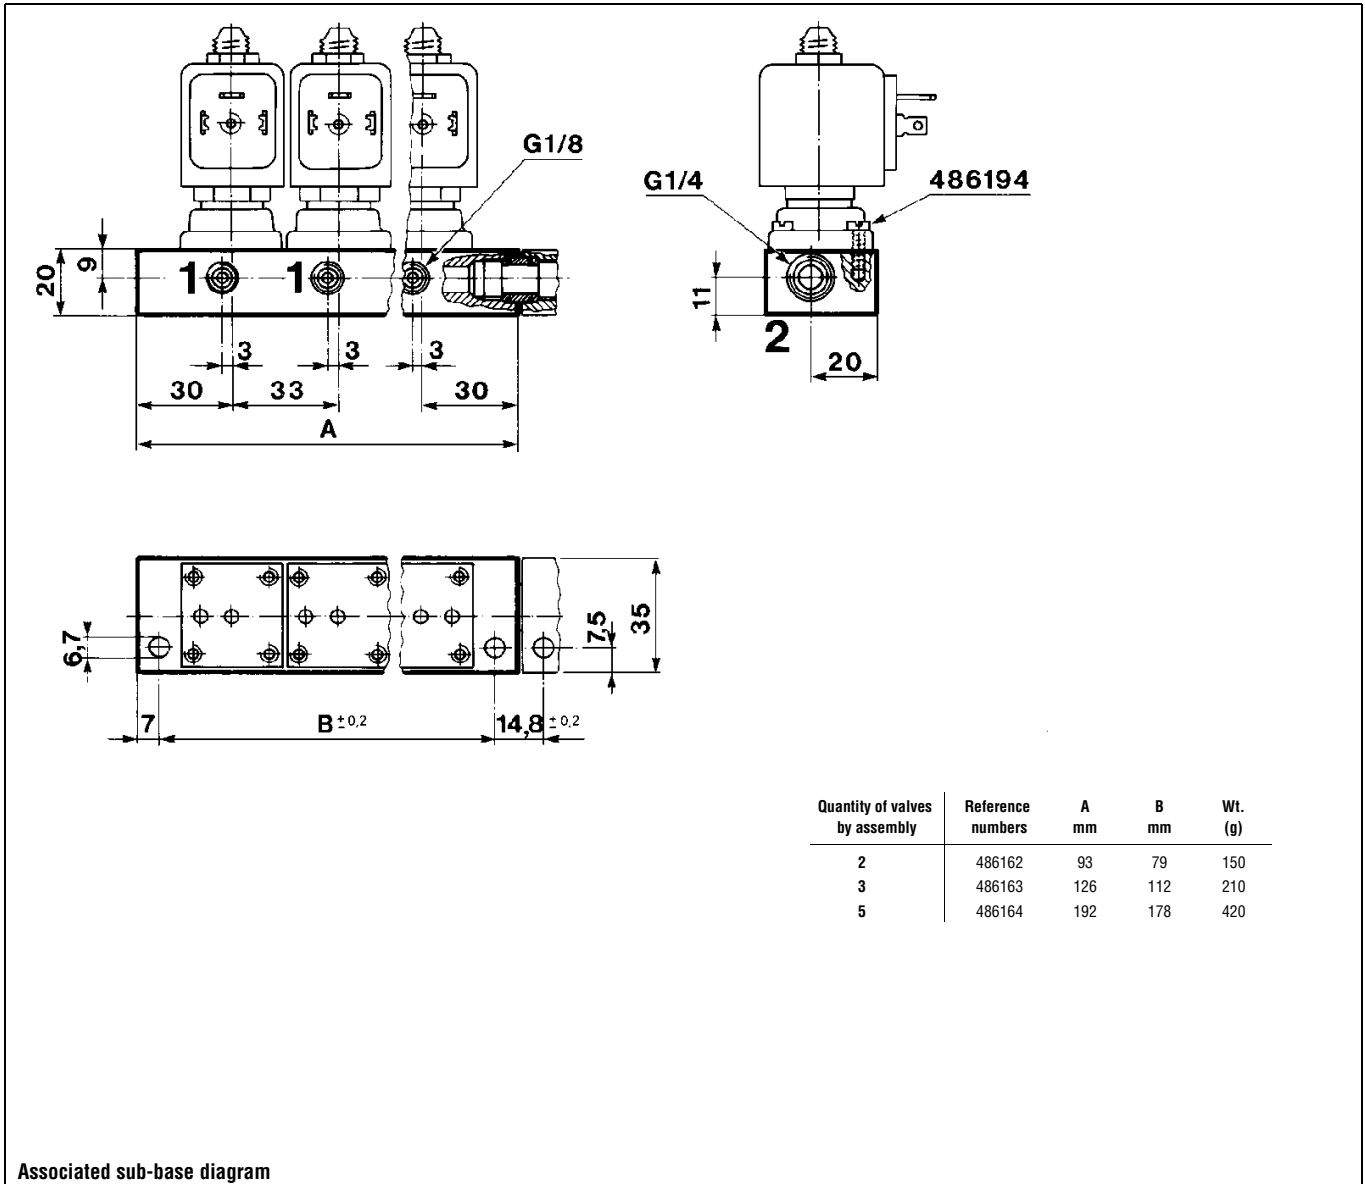 G1/8
G1/4
486194
9
20
1
1
11
2
3
3
3
20
30
33
30
A
6,7
7,5
35
7
B ± 0,2
14,8 ± 0,2
Quantity of valves by assembly
Reference numbers
A mm
B mm
Wt. (g)
2 486162 93 79 150
3 486163 126 112 210
5 486164 192 178 420
Associated sub-base diagram